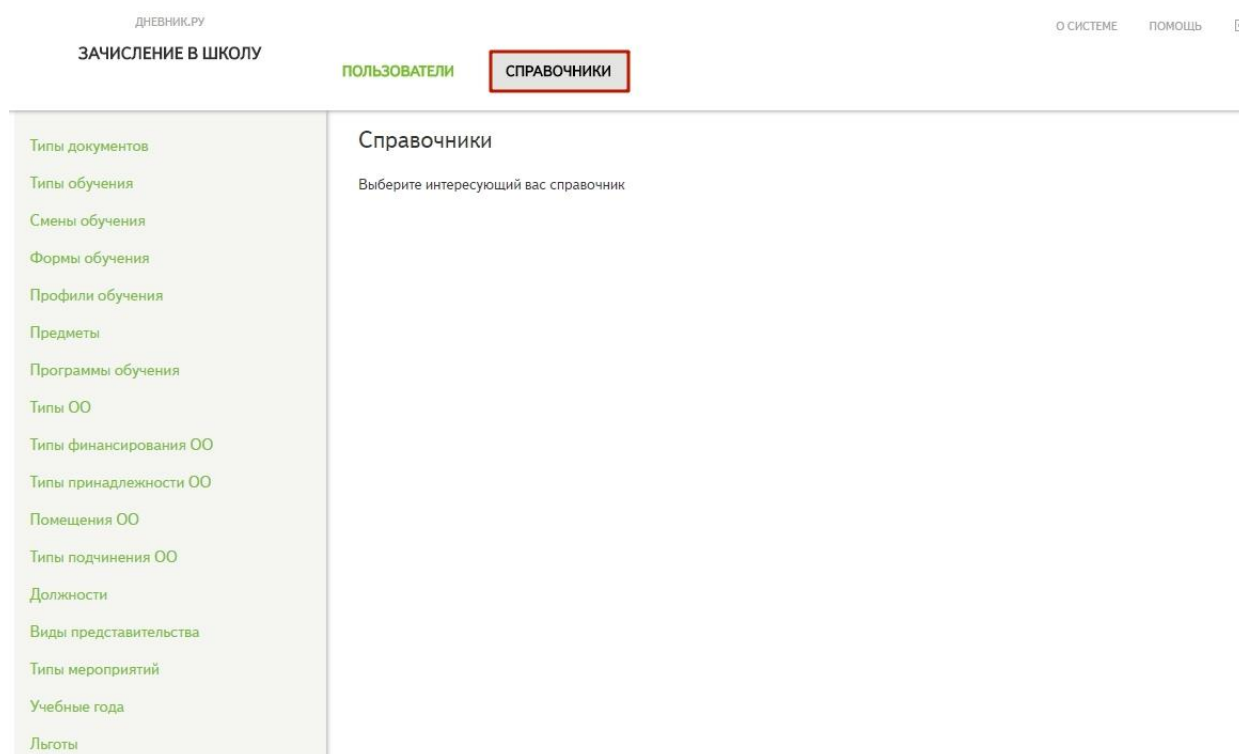 ДНЕВНИК.РУ
О СИСТЕМЕ ПОМОЩЬ
ЗАЧИСЛЕНИЕ В ШКОЛУ
ПОЛЬЗОВАТЕЛИ СПРАВОЧНИКИ
Типы документов
Типы обучения
Смены обучения
Формы обучения
Профили обучения
Предметы
Программы обучения
Типы ОО
Типы финансирования ОО
Типы принадлежности ОО
Помещения ОО
Типы подчинения ОО
Должности
Виды представительства
Типы мероприятий
Учебные года
Льготы
Справочники
Выберите интересующий вас справочник